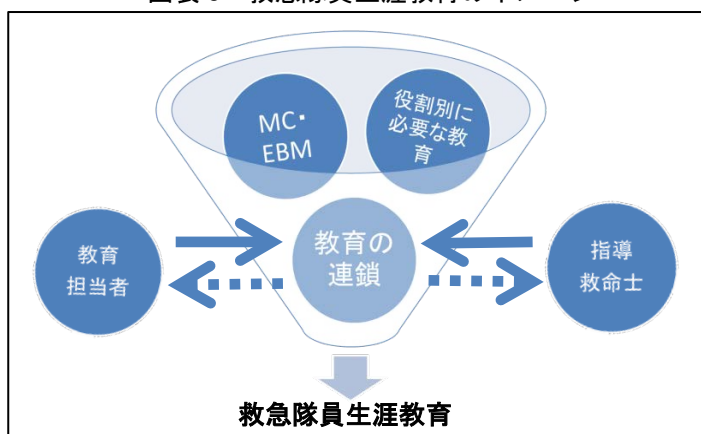 MC・
EBM
役割別に
必要な教
育
教育の
連鎖
教育
担当者
指導
救命士
救急隊員生涯教育